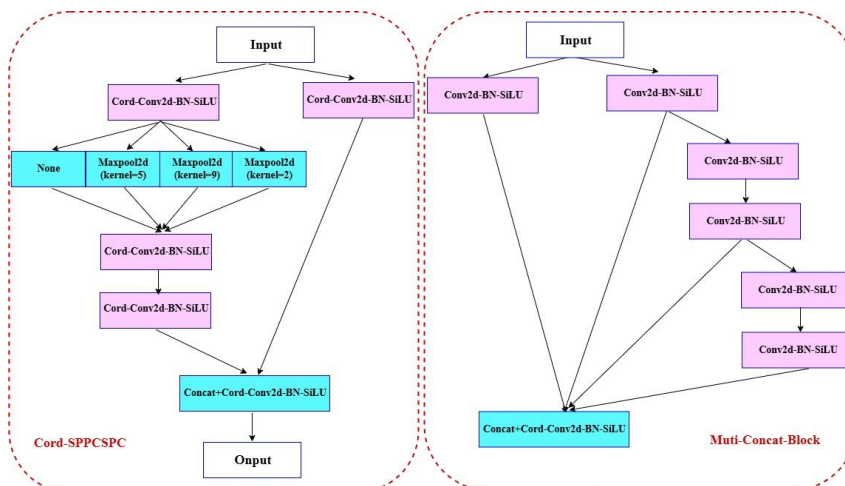 Input
Cord-Conv2d-BN-SiLU
Cord-Conv2d-BN-SiLU
None
Maxpool2d
(kernel=5)
Maxpool2d
(kernel=9)
Maxpool2d
(kernel=2)
Cord-Conv2d-BN-SiLU
Cord-Conv2d-BN-SiLU
Concat+Cord-Conv2d-BN-SiLU
Cord-SPPCSPC
Onput
Input
Conv2d-BN-SiLU
Conv2d-BN-SiLU
Conv2d-BN-SiLU
Conv2d-BN-SiLU
Conv2d-BN-SiLU
Conv2d-BN-SiLU
Concat+Cord-Conv2d-BN-SiLU
Muti-Concat-Block